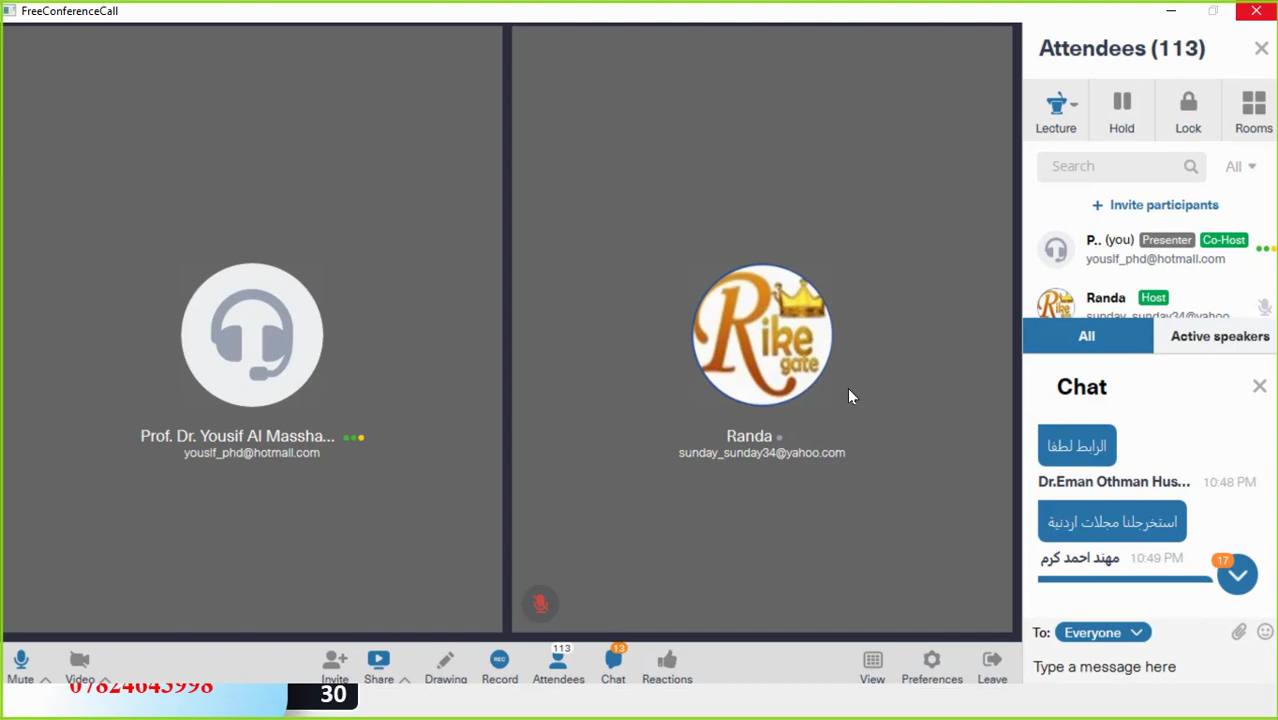 FreeConferenceCall
Prof. Dr. Yousif Al Massha...
yousif_phd@hotmail.com
Rike
gate
Randa
sunday_sunday34@yahoo.com
Attendees (113)
Lecture
Hold
Lock
Rooms
Search
All
+ Invite participants
P.. (you) Presenter Co-Host
yousif_phd@hotmail.com
Randa Host
sunday_sunday34@yahoo
All
Active speakers
Chat
الرابط لطفا
Dr.Eman Othman Hus... 10:48 PM
استخرجلنا مجلات اردنية
مهند احمد كرم 10:49 PM
17
To: Everyone
Type a message here
Mute
Video
Invite
Share
Drawing
REC
Record
113
Attendees
13
Chat
Reactions
View
Preferences
Leave
07824643998
30